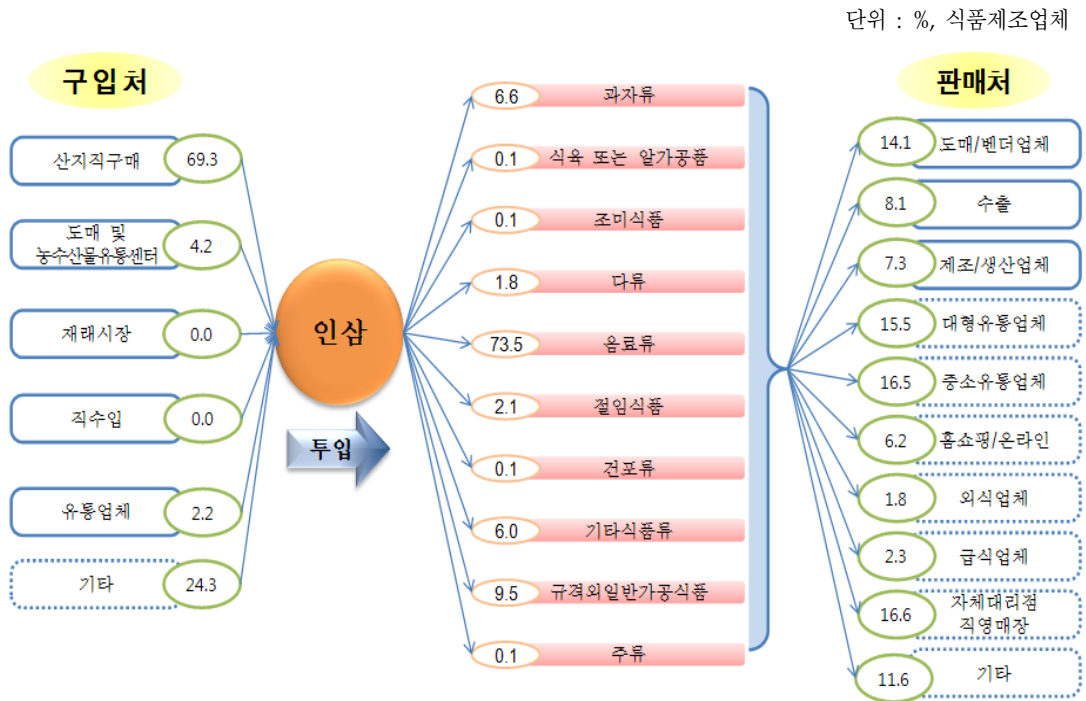 단위 : %, 식품제조업체
구입처
산지직구매 69.3
도매 및
농수산물유통센터 4.2
재래시장 0.0
직수입 0.0
유통업체 2.2
기타 24.3
인삼
투입
6.6 과자류
0.1 식육 또는 알가공품
0.1 조미식품
1.8 다류
73.5 음료류
2.1 절임식품
0.1 건포류
6.0 기타식품류
9.5 규격외일반가공식품
0.1 주류
판매처
14.1 도매/벤더업체
8.1 수출
7.3 제조/생산업체
15.5 대형유통업체
16.5 중소유통업체
6.2 홈쇼핑/온라인
1.8 외식업체
2.3 급식업체
16.6 자체대리점
직영매장
11.6 기타